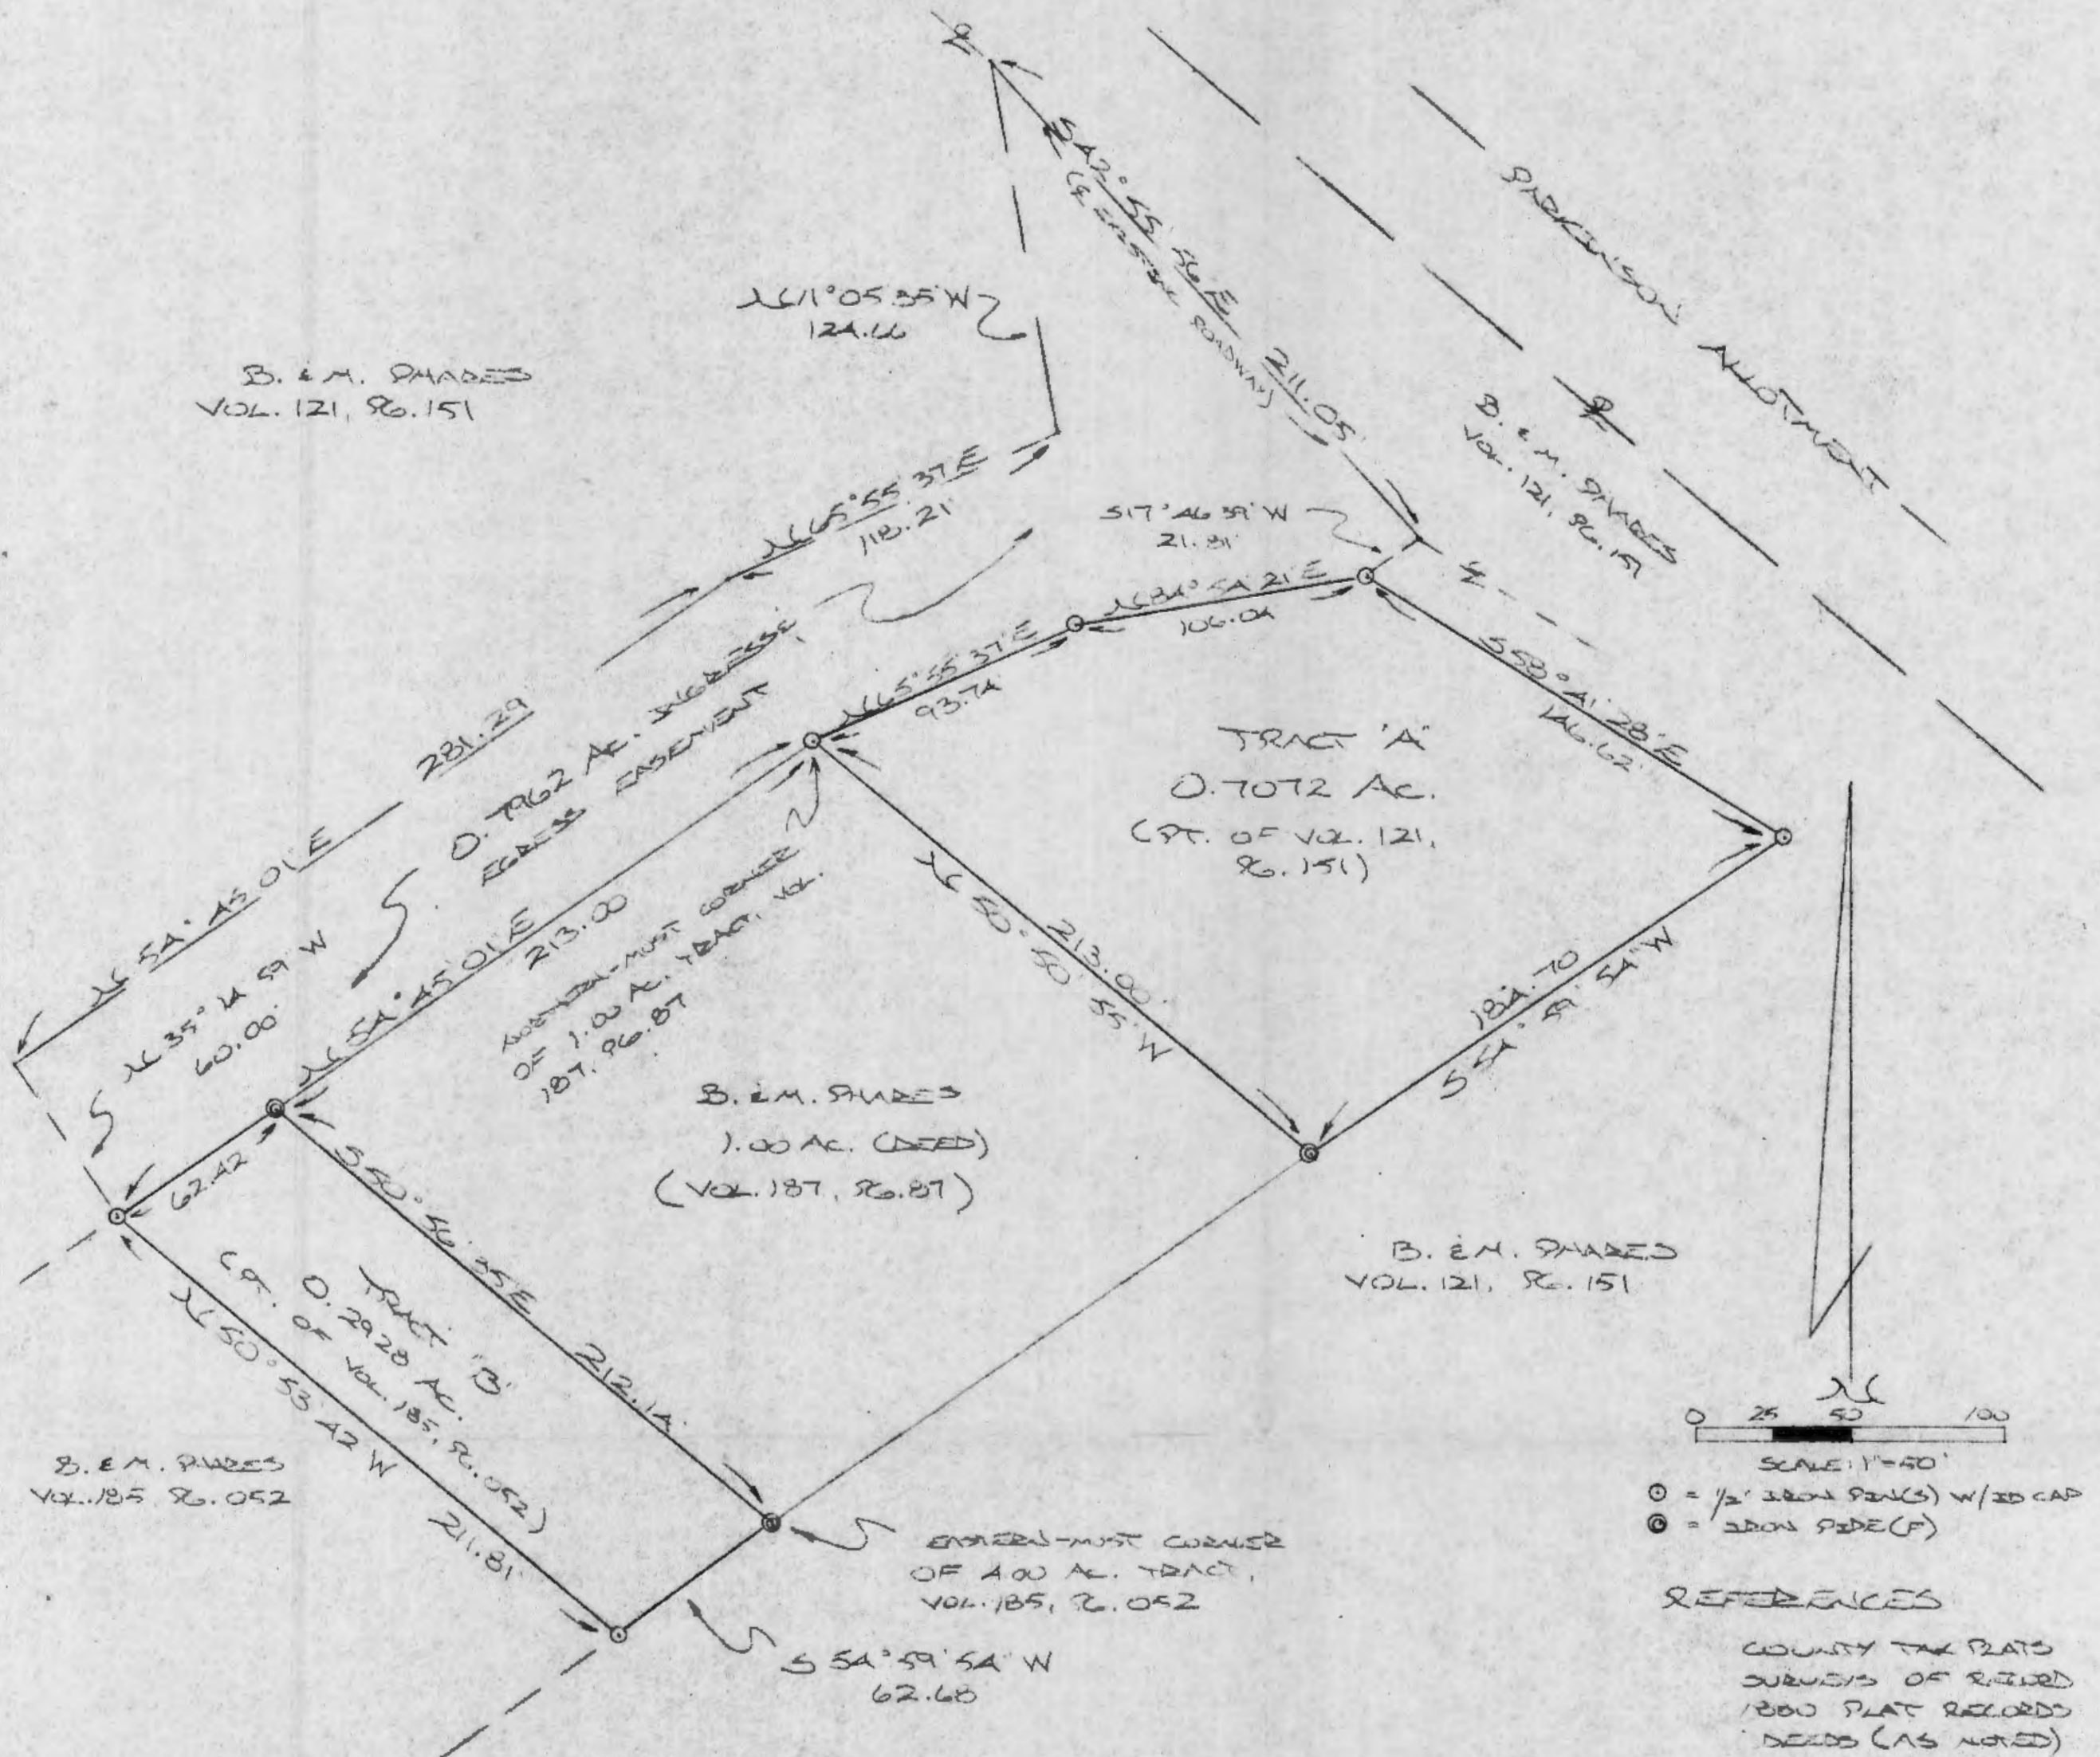 ℄
S 42° 55' 46" E 211.05'
(℄ EXISTING ROADWAY)
PARKINSON ALLOTMENT
N 11° 05' 35" W
124.66
B. & M. PHARES
VOL. 121, PG. 151
℄
B. & M. PHARES
VOL. 121, PG. 151
N 65° 55' 37" E
118.21'
S 17° 46' 39" W
21.81'
℄
N 84° 54' 21" E
106.04
N 65° 55' 37" E
93.74
S 58° 41' 28" E
146.62'
281.29
N 54° 45' 01" E
0.7962 AC. INGRESS &
EGRESS EASEMENT
TRACT "A"
0.7072 AC.
(PT. OF VOL. 121,
PG. 151)
N 54° 45' 01" E
213.00
NORTHERN-MOST CORNER
OF 1.00 AC. TRACT, VOL.
187, PG. 87
213.00'
N 50° 50' 55" W
184.70
S 54° 59' 54" W
N 35° 14' 59" W
60.00'
B. & M. PHARES
1.00 AC. (DEED)
(VOL. 187, PG. 87)
62.42
S 50° 56' 35" E
212.14'
B. & M. PHARES
VOL. 121, PG. 151
TRACT "B"
0.2928 AC.
(PT. OF VOL. 185, PG. 052)
N 50° 53' 42" W
211.81'
N
0 25 50 100
SCALE: 1"=50'
⊙ = 1/2" IRON PIN(S) W/ ID CAP
◎ = IRON PIPE(F)
B. & M. PHARES
VOL. 185 PG. 052
EASTERN-MOST CORNER
OF 4.00 AC. TRACT,
VOL. 185, PG. 052
S 54° 59' 54" W
62.68
REFERENCES
COUNTY TAX PLATS
SURVEYS OF RECORD
1880 PLAT RECORDS
DEEDS (AS NOTED)